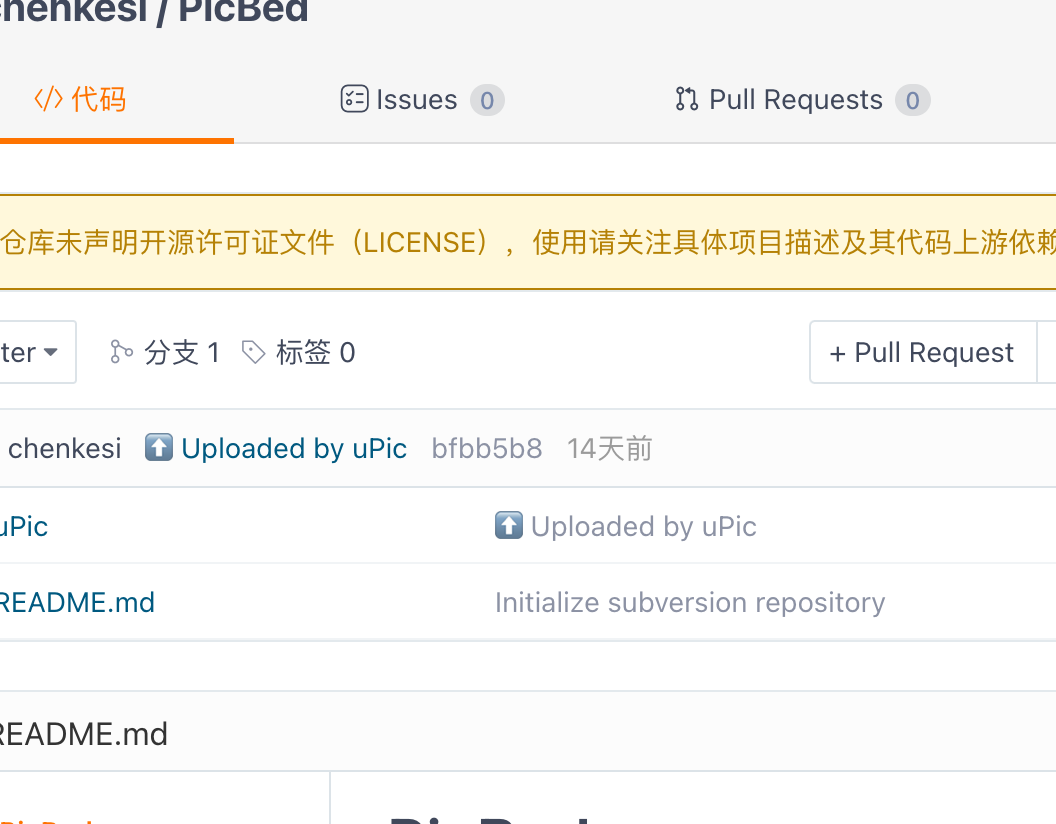 chenkesi / PicBed
</> 代码 Issues 0 Pull Requests 0
仓库未声明开源许可证文件（LICENSE），使用请关注具体项目描述及其代码上游依赖
ter 分支 1 标签 0 + Pull Request
chenkesi ⬆ Uploaded by uPic bfbb5b8 14天前
uPic ⬆ Uploaded by uPic
README.md Initialize subversion repository
README.md
PicBed PicBed